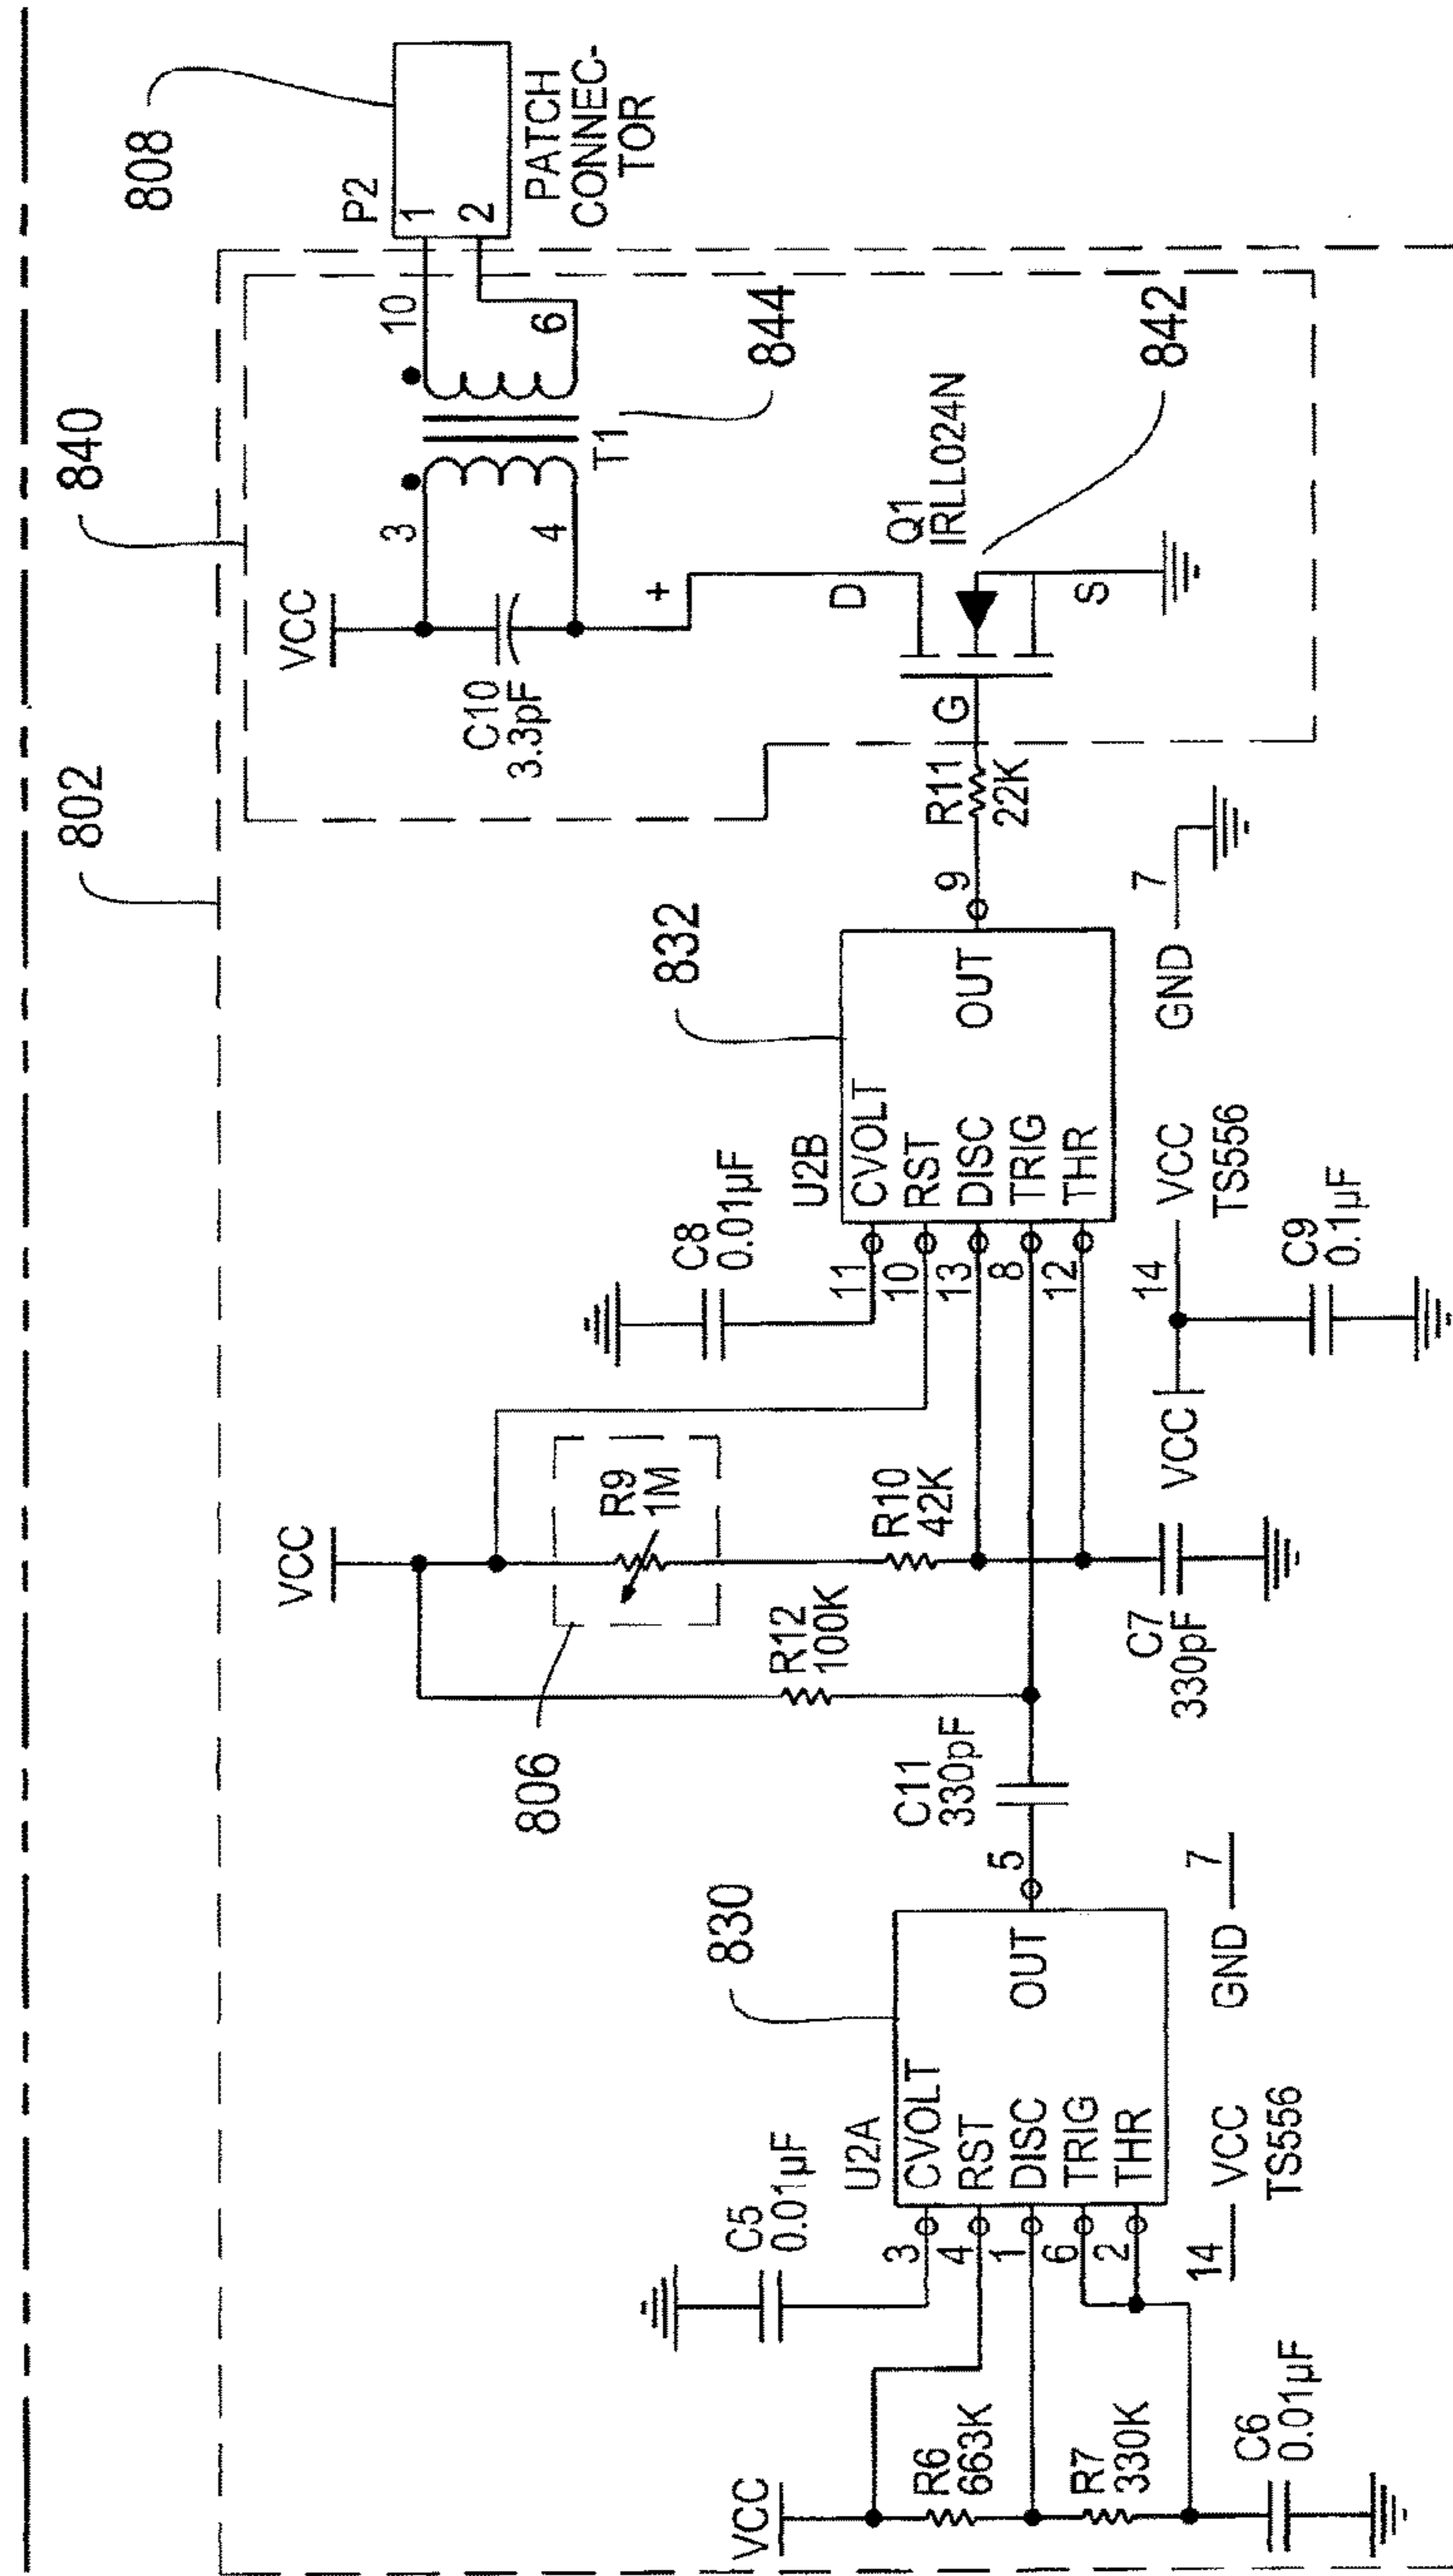 802
840
808
P2
1
2
PATCH
CONNEC-
TOR
VCC
3
10
C10
3.3pF
4
6
T1
844
+
D
Q1
IRLL024N
G
S
842
R11
22K
832
U2B
CVOLT
RST
DISC
TRIG
THR
OUT
9
11
10
13
8
12
C8
0.01µF
GND
7
14
VCC
TS556
VCC
C9
0.1µF
VCC
R9
1M
806
R10
42K
R12
100K
C7
330pF
C11
330pF
830
U2A
CVOLT
RST
DISC
TRIG
THR
OUT
5
3
4
1
6
2
C5
0.01µF
GND
7
14
VCC
TS556
VCC
R6
663K
R7
330K
C6
0.01µF